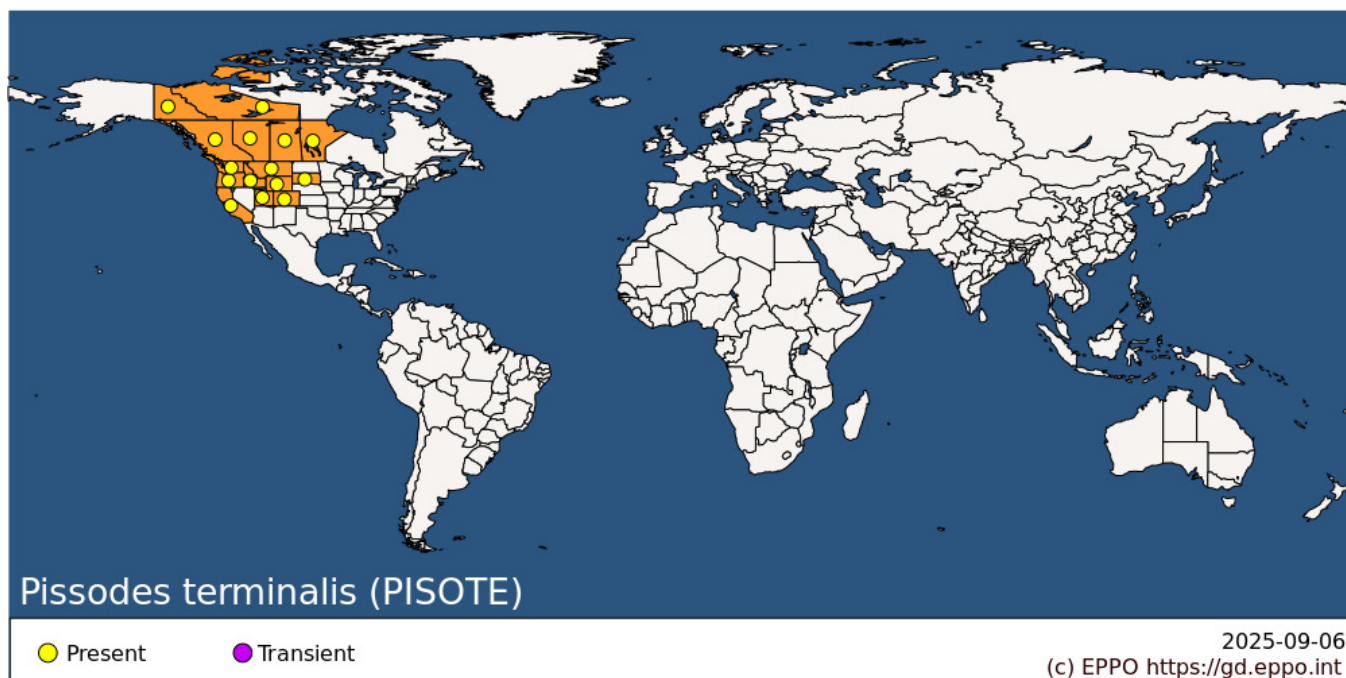 Pissodes terminalis (PISOTE)
Present
Transient
2025-09-06
(c) EPPO https://gd.eppo.int